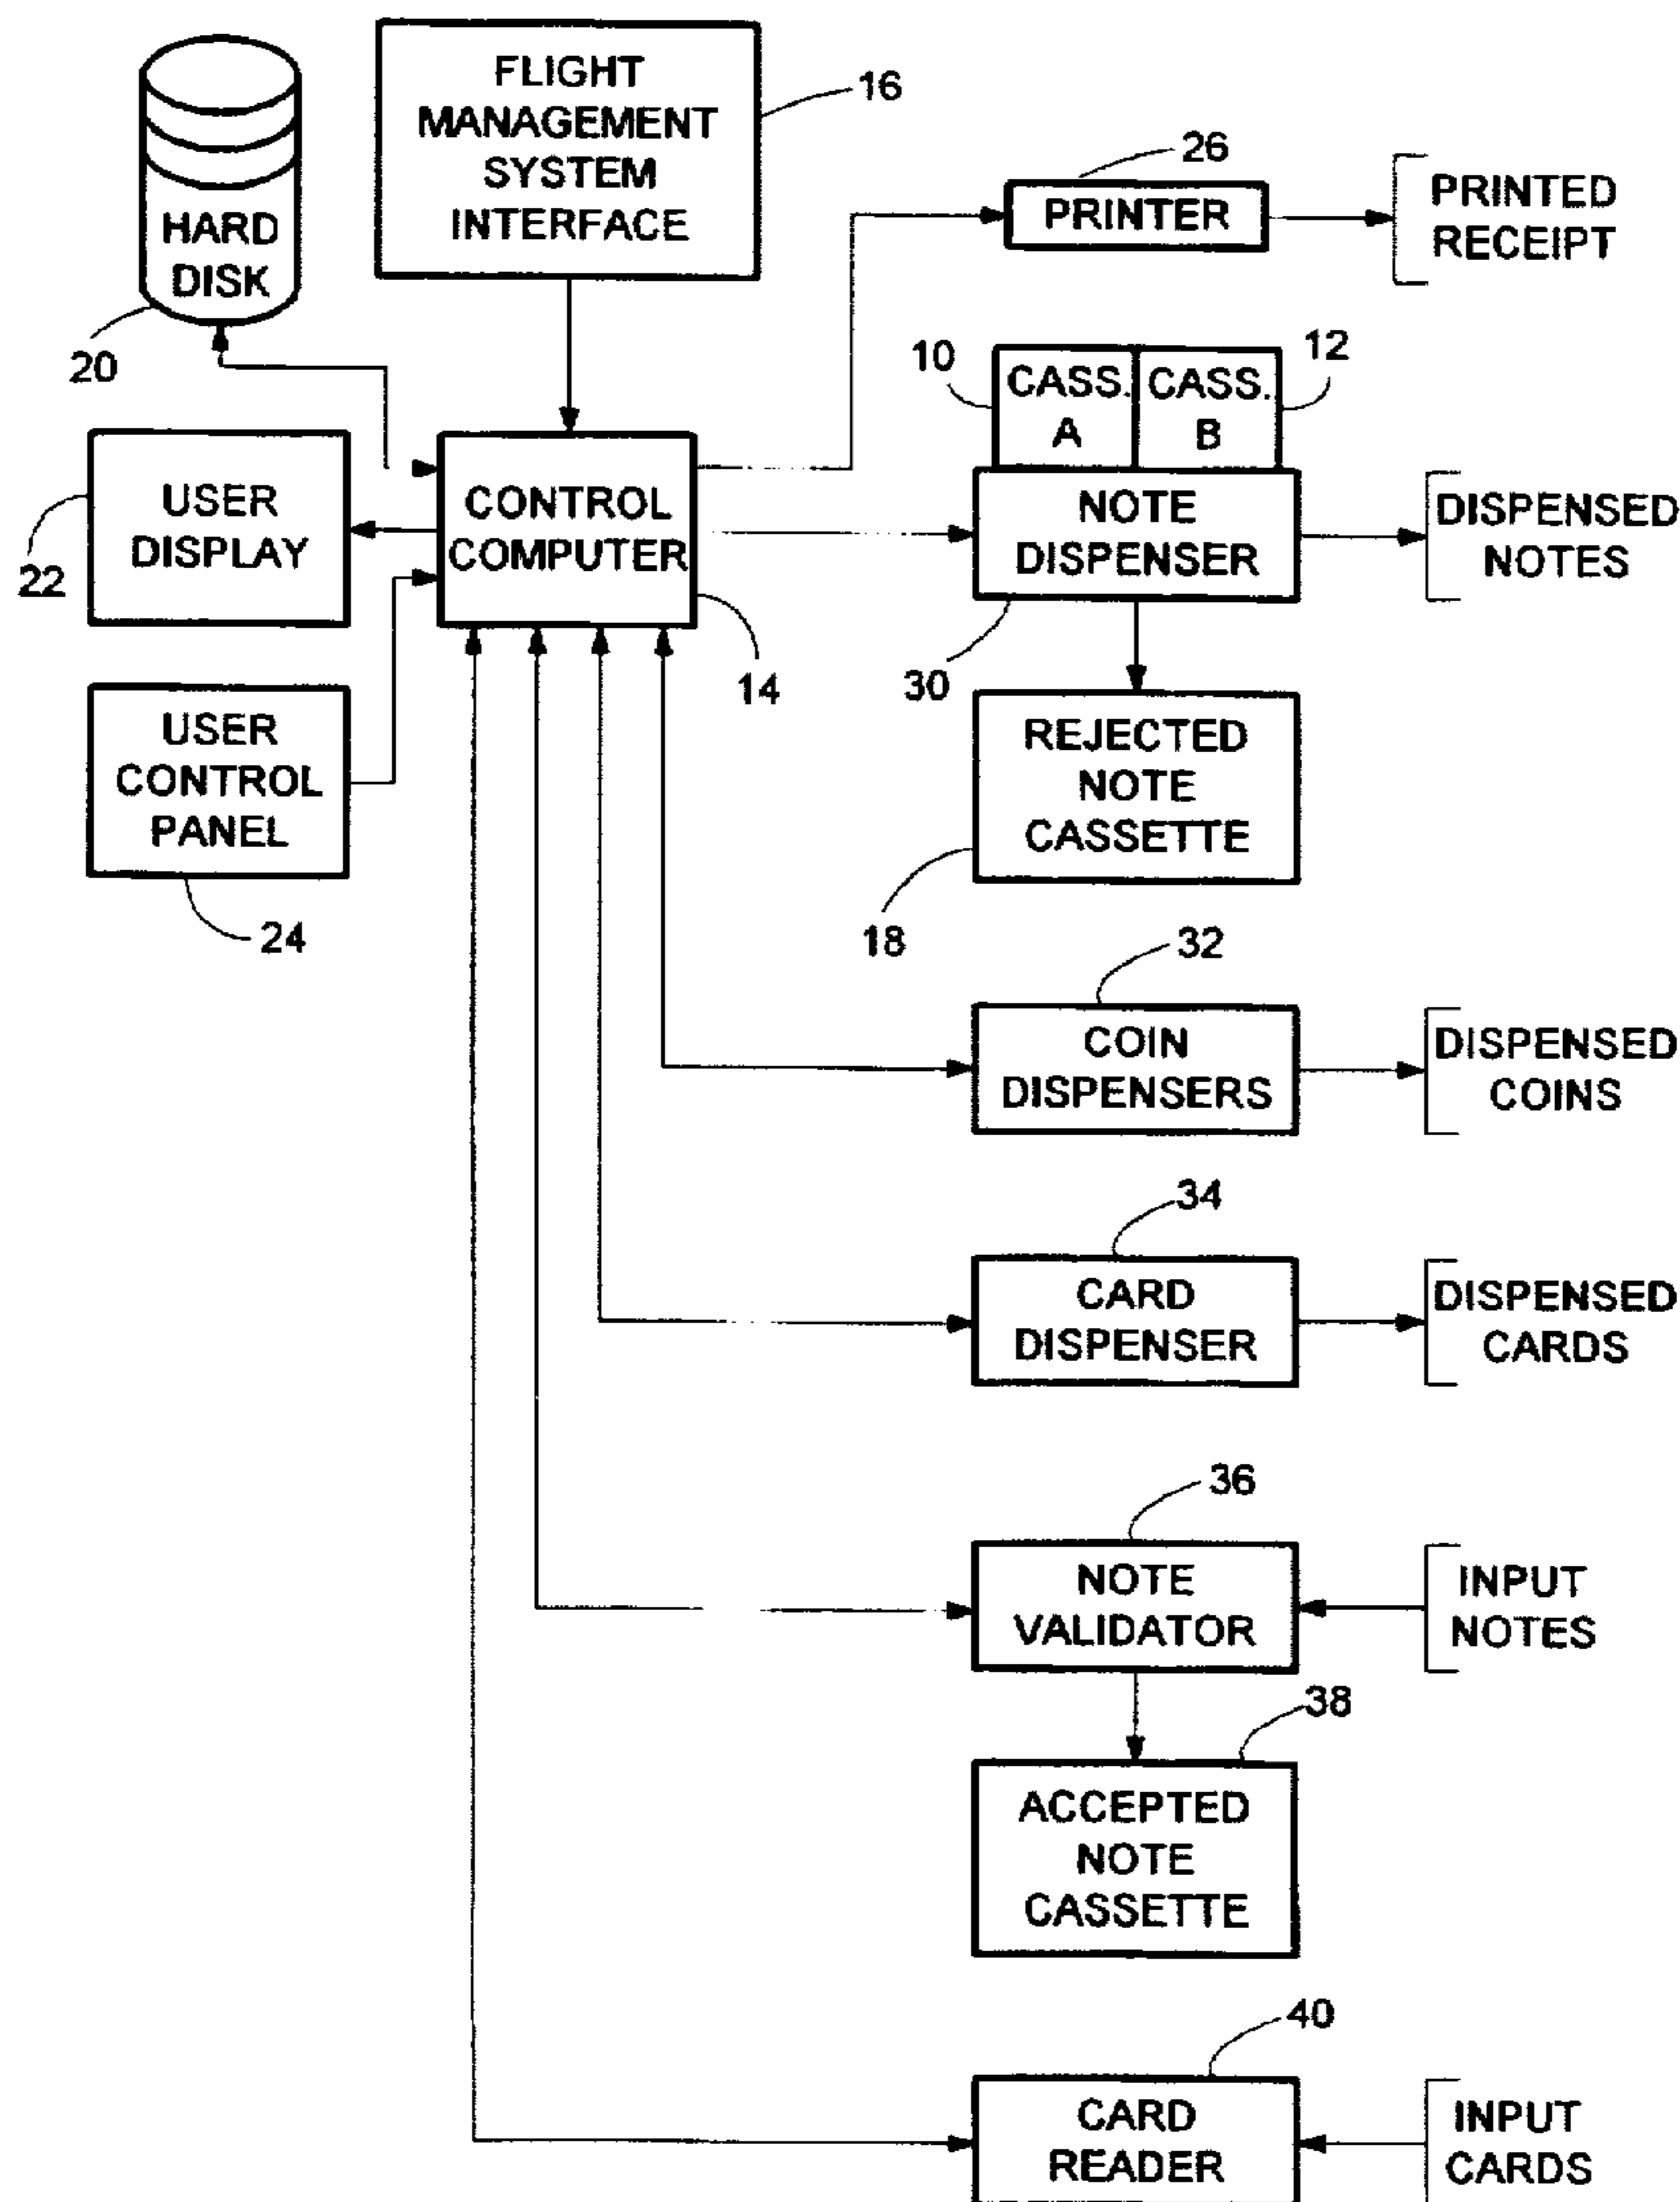 FLIGHT
MANAGEMENT
SYSTEM
INTERFACE
16
HARD
DISK
20
26
PRINTER
PRINTED
RECEIPT
10
12
CASS.
A
CASS.
B
USER
DISPLAY
22
CONTROL
COMPUTER
14
NOTE
DISPENSER
30
DISPENSED
NOTES
USER
CONTROL
PANEL
24
REJECTED
NOTE
CASSETTE
18
32
COIN
DISPENSERS
DISPENSED
COINS
34
CARD
DISPENSER
DISPENSED
CARDS
36
NOTE
VALIDATOR
INPUT
NOTES
38
ACCEPTED
NOTE
CASSETTE
40
CARD
READER
INPUT
CARDS